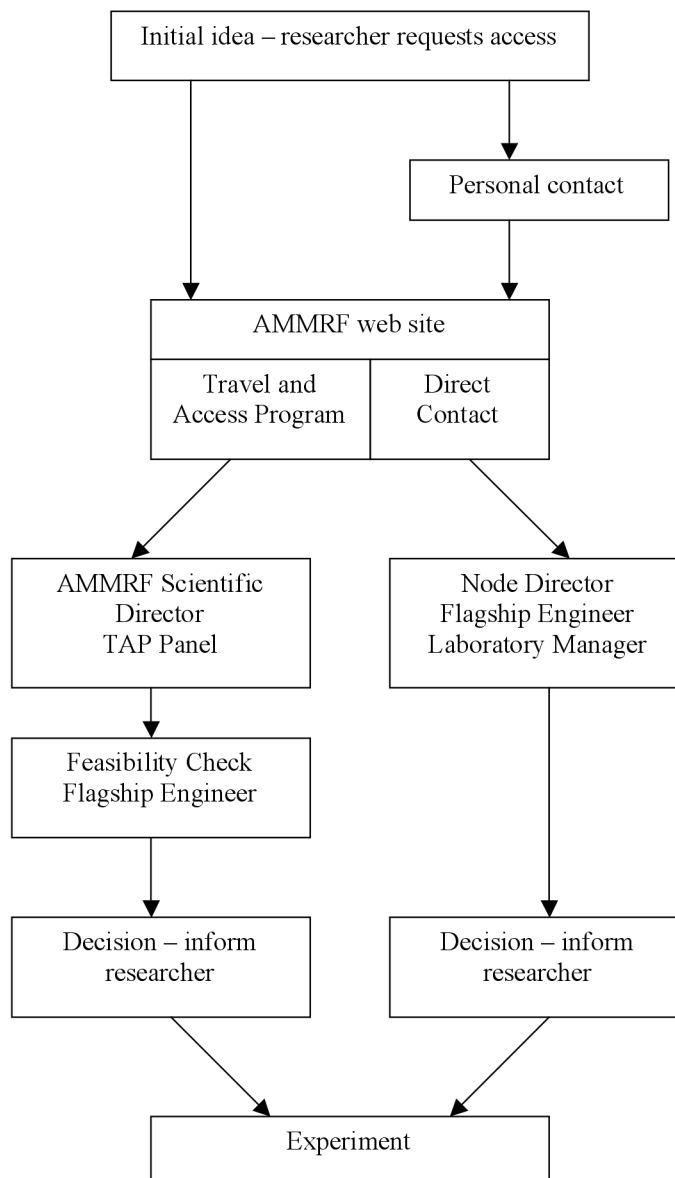 Initial idea – researcher requests access
Personal contact
AMMRF web site
Travel and
Access Program
Direct
Contact
AMMRF Scientific
Director
TAP Panel
Node Director
Flagship Engineer
Laboratory Manager
Feasibility Check
Flagship Engineer
Decision – inform
researcher
Decision – inform
researcher
Experiment